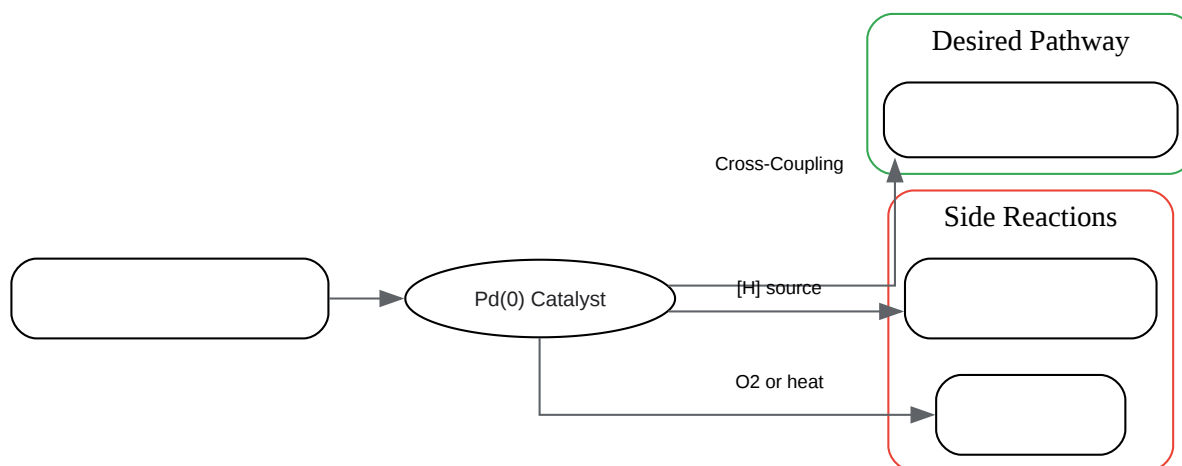 Desired Pathway
Cross-Coupling
Side Reactions
[H] source
Pd(0) Catalyst
O2 or heat